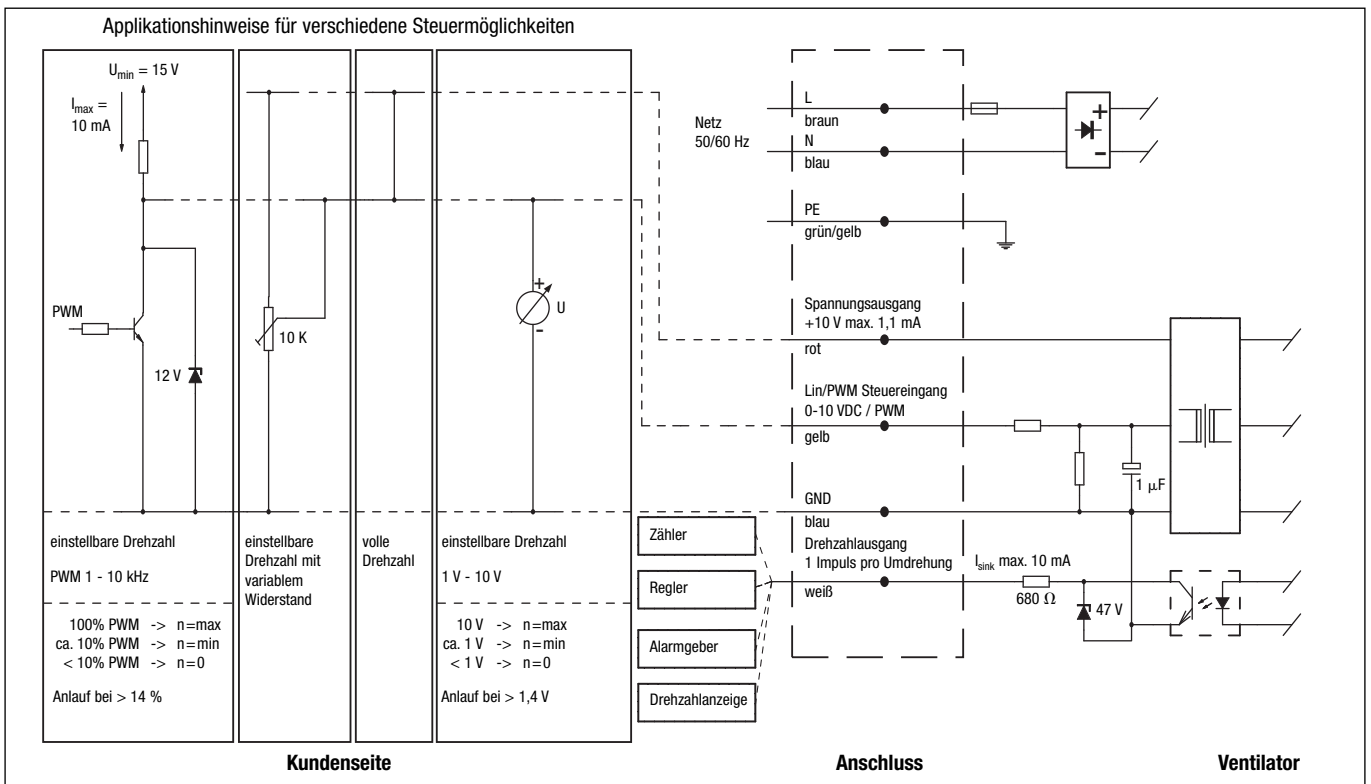 Applikationshinweise für verschiedene Steuermöglichkeiten
Umin = 15 V
Imax =
10 mA
PWM
12 V
einstellbare Drehzahl
PWM 1 - 10 kHz
100% PWM -> n=max
ca. 10% PWM -> n=min
< 10% PWM -> n=0
Anlauf bei > 14 %
10 K
einstellbare
Drehzahl mit
variablem
Widerstand
volle
Drehzahl
+
U
-
einstellbare Drehzahl
1 V - 10 V
10 V -> n=max
ca. 1 V -> n=min
< 1 V -> n=0
Anlauf bei > 1,4 V
Kundenseite
Zähler
Regler
Alarmgeber
Drehzahlanzeige
Netz
50/60 Hz
L
braun
N
blau
PE
grün/gelb
Spannungsausgang
+10 V max. 1,1 mA
rot
Lin/PWM Steuereingang
0-10 VDC / PWM
gelb
GND
blau
Drehzahlausgang
1 Impuls pro Umdrehung
weiß
Anschluss
+
-
1 µF
Isink max. 10 mA
680 Ω
47 V
Ventilator